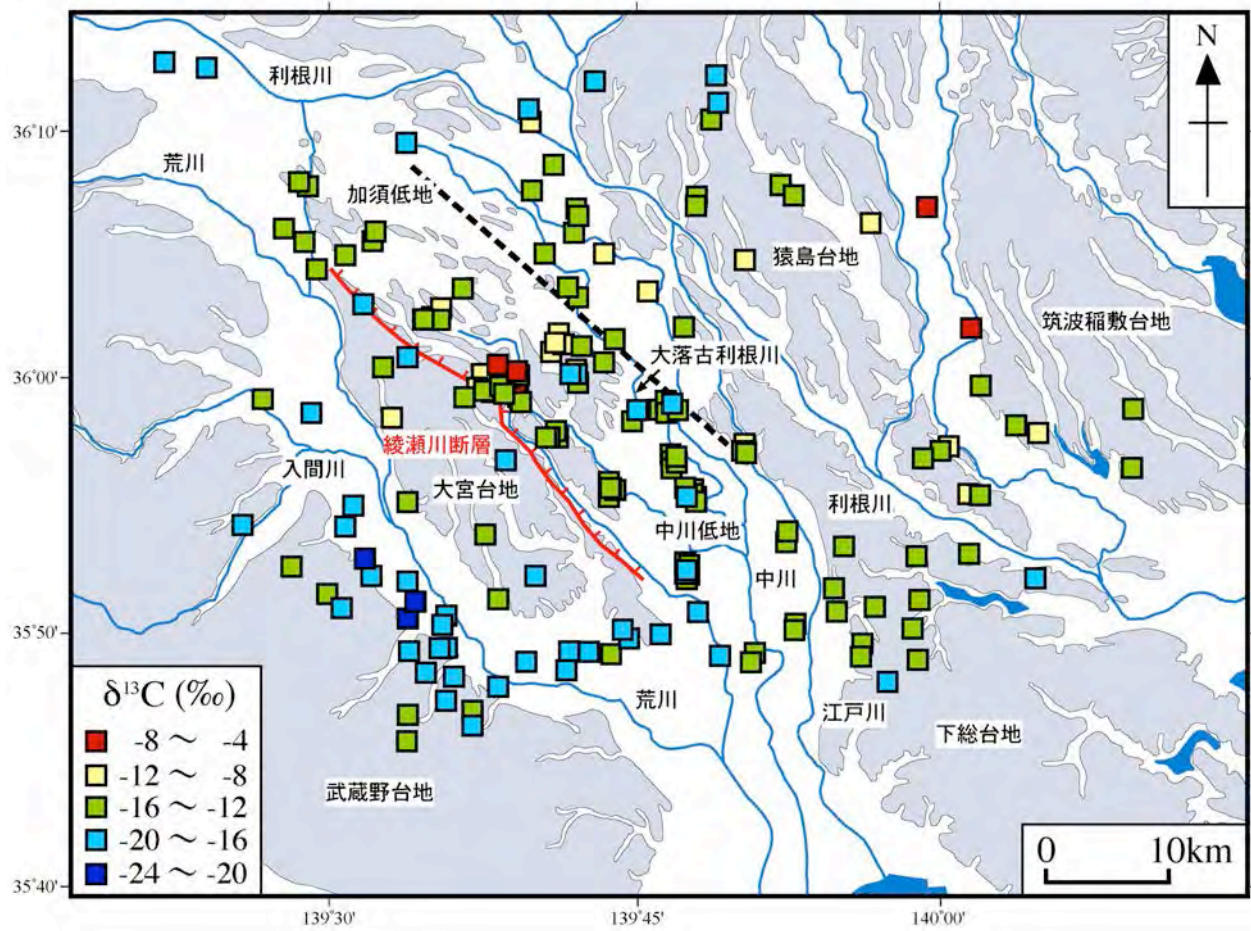 N
利根川
36°10'
荒川
加須低地
猿島台地
筑波稲敷台地
大落古利根川
36°00'
綾瀬川断層
入間川
大宮台地
利根川
中川低地
中川
35°50'
δ¹³C (‰)
-8 ～ -4
-12 ～ -8
-16 ～ -12
-20 ～ -16
-24 ～ -20
荒川
江戸川
下総台地
武蔵野台地
0 10km
35°40'
139°30' 139°45' 140°00'